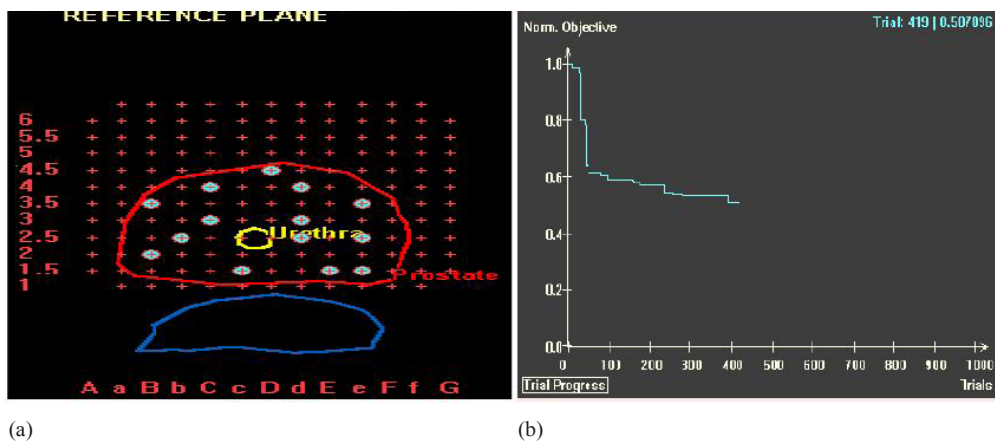 REFERENCE PLANE
6
5.5
5
4.5
4
3.5
3
2.5
2
1.5
1
Urethra
Prostate
A a B b C c D d E e F f G
(a)
Norm. Objective
Trial: 419 | 0.507096
1.0
0.8
0.6
0.4
0.2
0.0
0 100 200 300 400 500 600 700 800 900 1000
Trial Progress
Trials
(b)